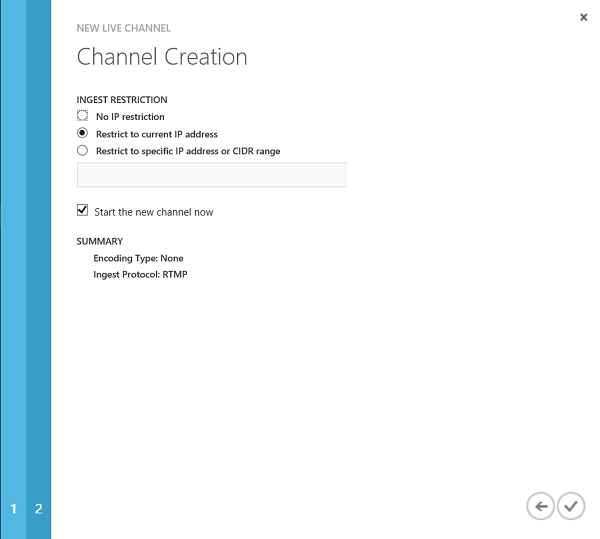 NEW LIVE CHANNEL
Channel Creation
INGEST RESTRICTION
No IP restriction
Restrict to current IP address
Restrict to specific IP address or CIDR range
Start the new channel now
SUMMARY
Encoding Type: None
Ingest Protocol: RTMP
1 2